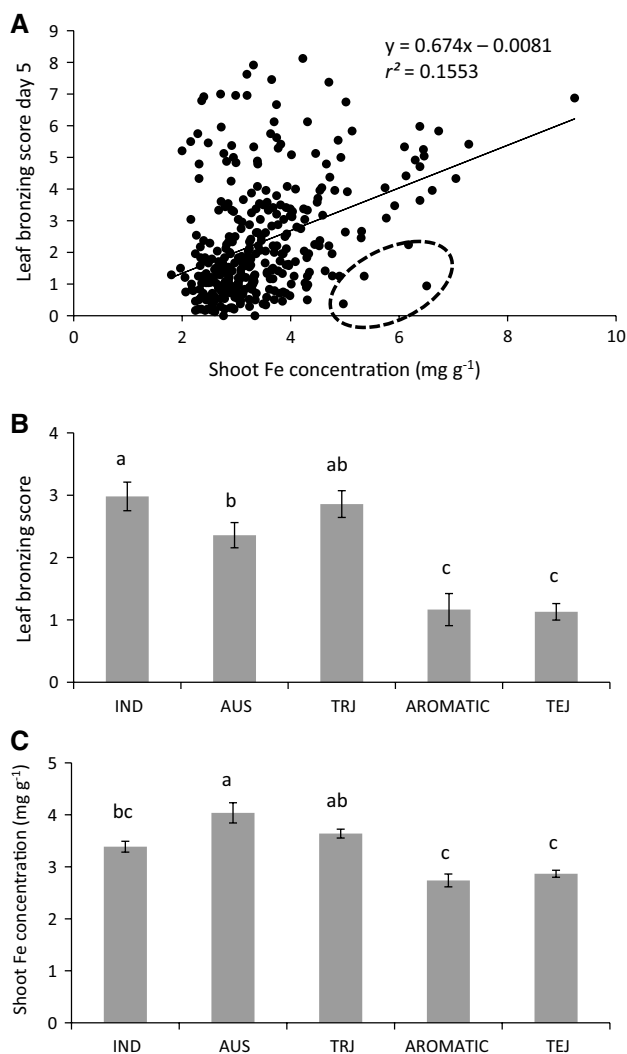 A
Leaf bronzing score day 5
9
8
7
6
5
4
3
2
1
0
y = 0.674x – 0.0081
r² = 0.1553
0 2 4 6 8 10
Shoot Fe concentration (mg g⁻¹)
B
Leaf bronzing score
4
3
2
1
0
a b ab c c
IND AUS TRJ AROMATIC TEJ
C
Shoot Fe concentration (mg g⁻¹)
5
4
3
2
1
0
bc a ab c c
IND AUS TRJ AROMATIC TEJ